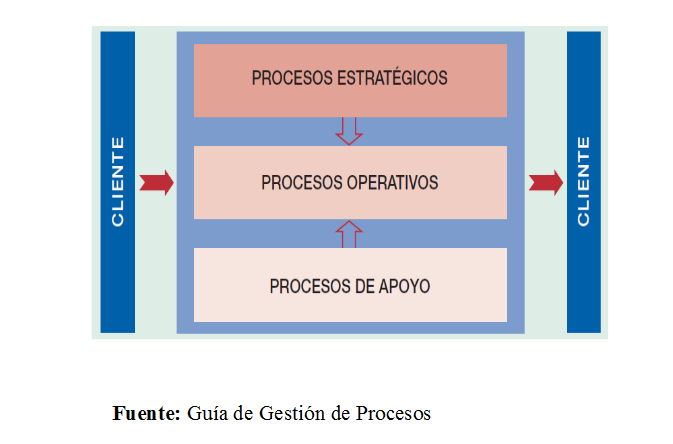 CLIENTE
PROCESOS ESTRATÉGICOS
PROCESOS OPERATIVOS
PROCESOS DE APOYO
CLIENTE
Fuente: Guía de Gestión de Procesos